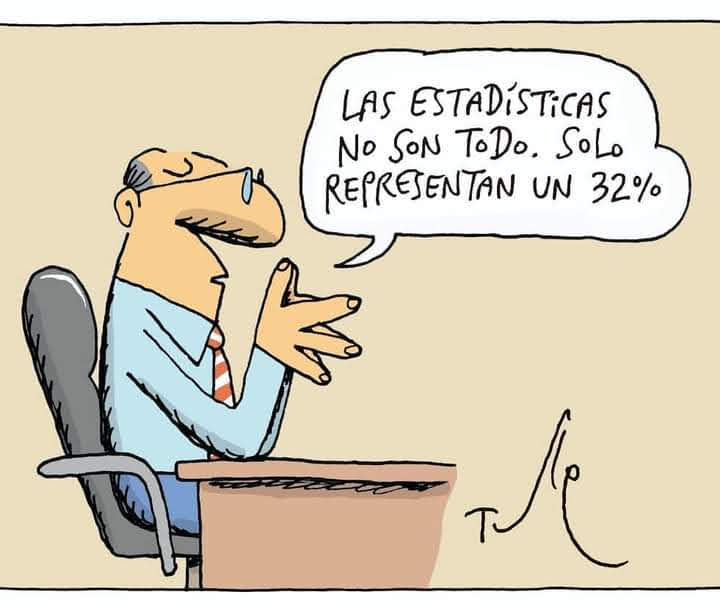 LAS ESTADÍSTICAS
NO SON TODO. SOLO
REPRESENTAN UN 32%